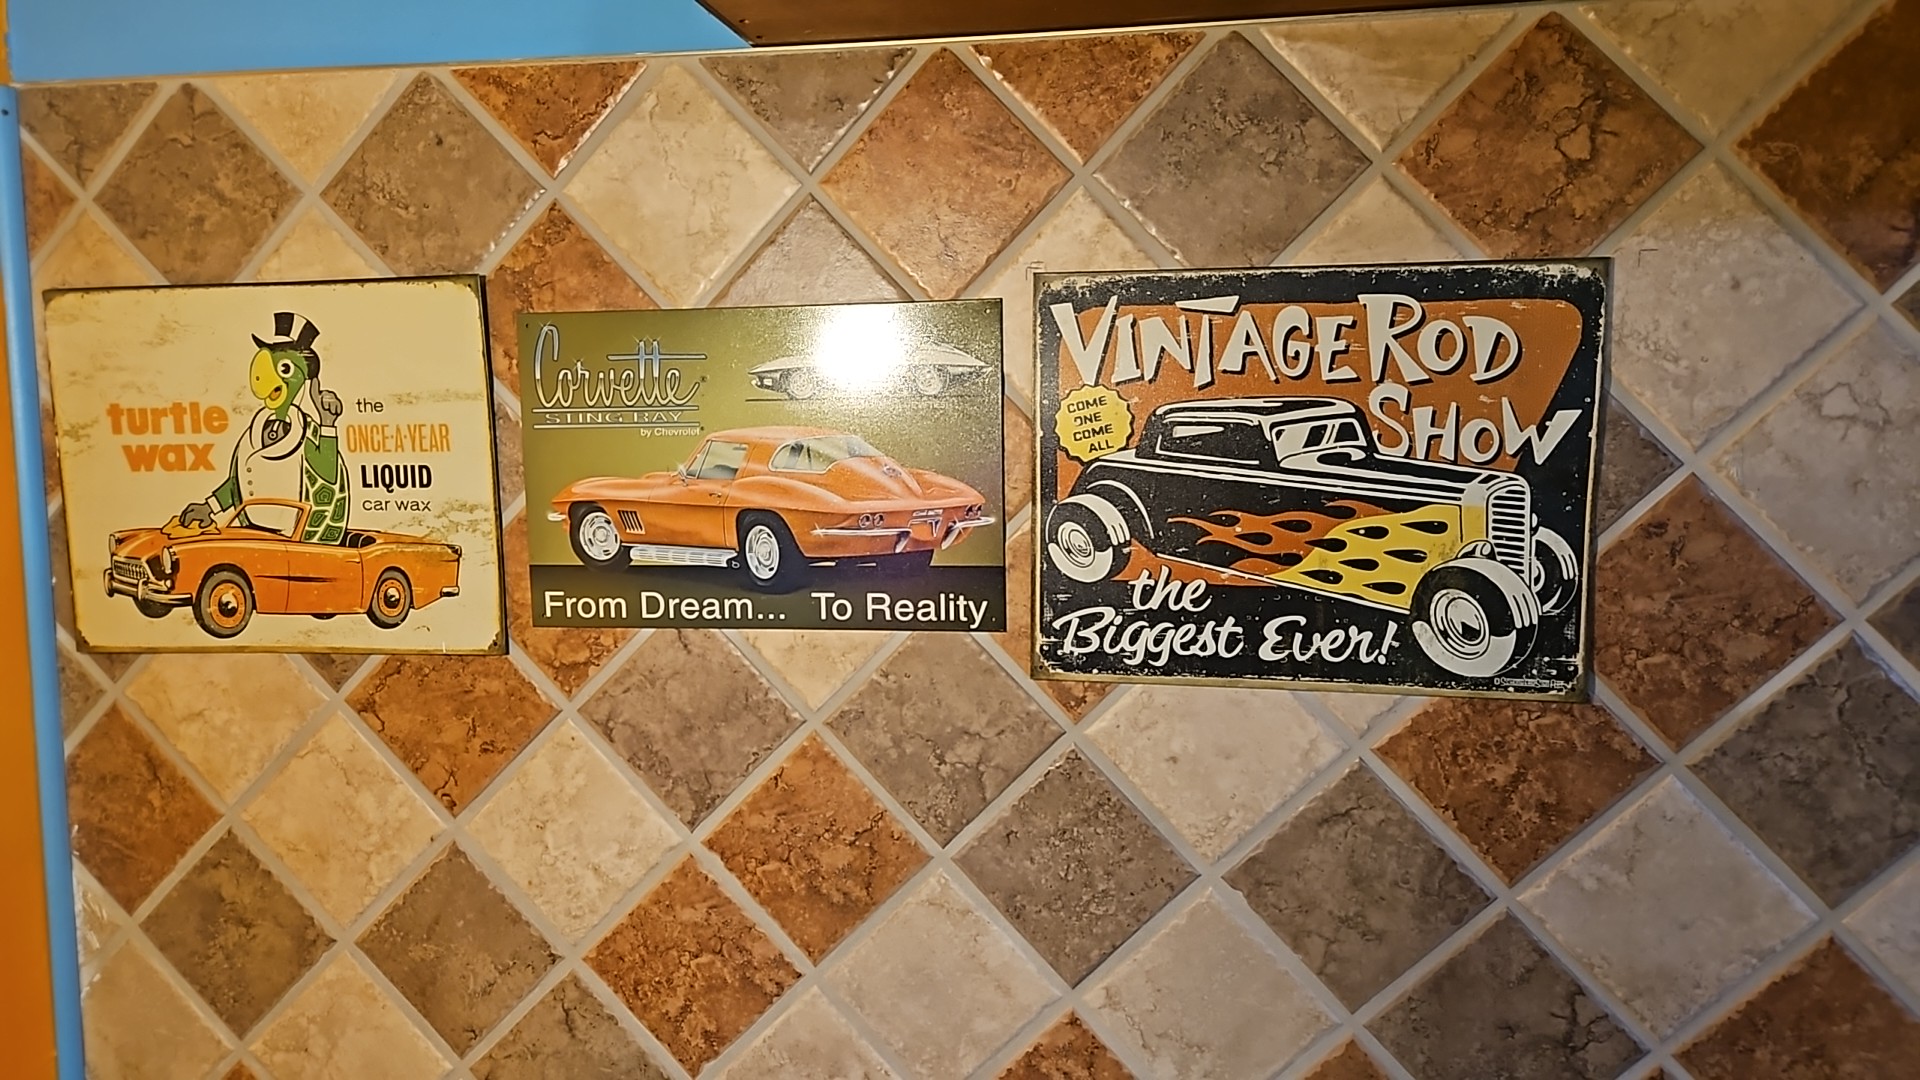 turtle
wax
the
ONCE-A-YEAR
LIQUID
car wax
Corvette
STING RAY
by Chevrolet
From Dream... To Reality
VINTAGE ROD
SHOW
COME
ONE
COME
ALL
the
Biggest Ever!